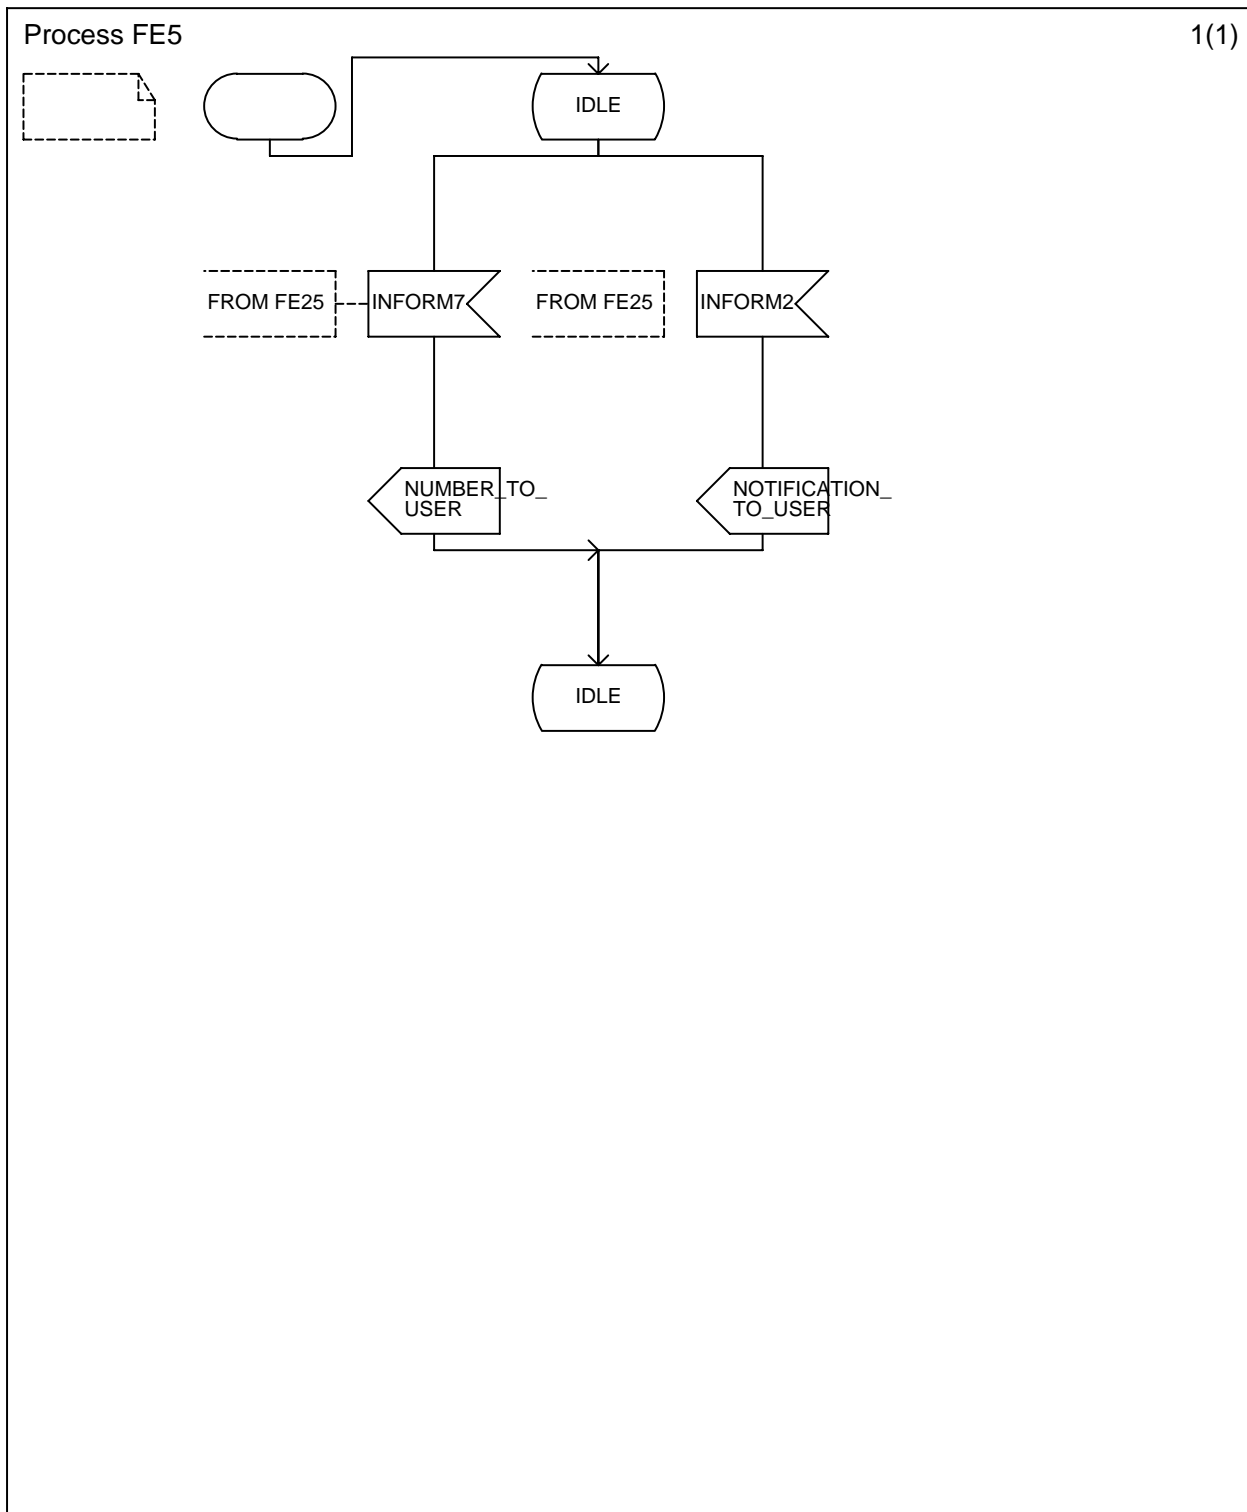 Process FE5
1(1)
IDLE
FROM FE25
INFORM7
FROM FE25
INFORM2
NUMBER_TO_
USER
NOTIFICATION_
TO_USER
IDLE